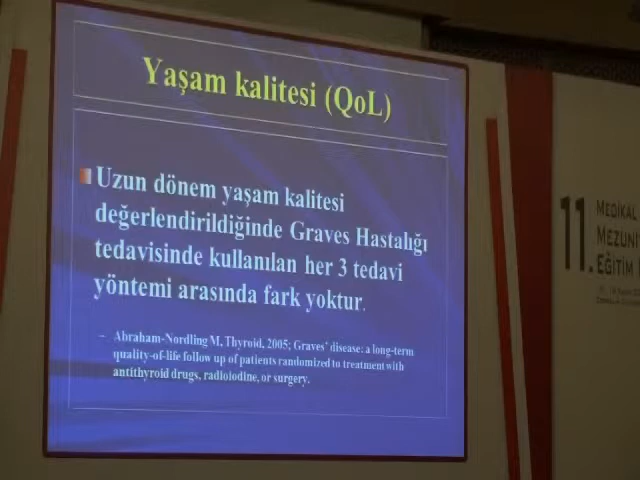 Yaşam kalitesi (QoL)
Uzun dönem yaşam kalitesi
değerlendirildiğinde Graves Hastalığı
tedavisinde kullanılan her 3 tedavi
yöntemi arasında fark yoktur.
– Abraham-Nordling M, Thyroid, 2005; Graves' disease: a long-term
quality-of-life follow up of patients randomized to treatment with
antithyroid drugs, radioiodine, or surgery.
11.
MEDİKAL
MEZUNİ
EĞİTİM